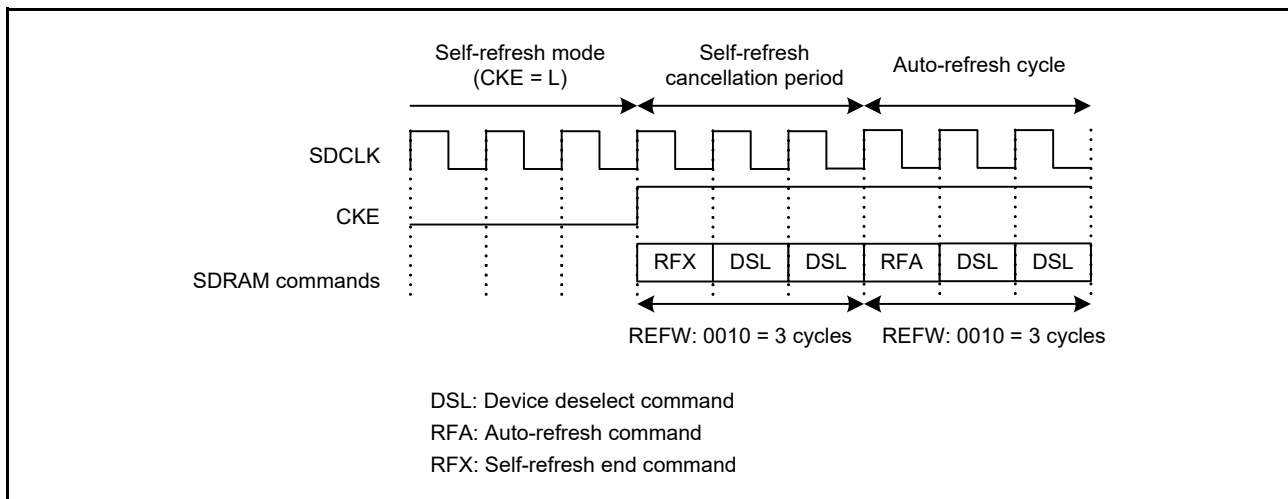 Self-refresh mode
(CKE = L)
Self-refresh
cancellation period
Auto-refresh cycle
SDCLK
CKE
SDRAM commands
RFX DSL DSL RFA DSL DSL
REFW: 0010 = 3 cycles REFW: 0010 = 3 cycles
DSL: Device deselect command
RFA: Auto-refresh command
RFX: Self-refresh end command